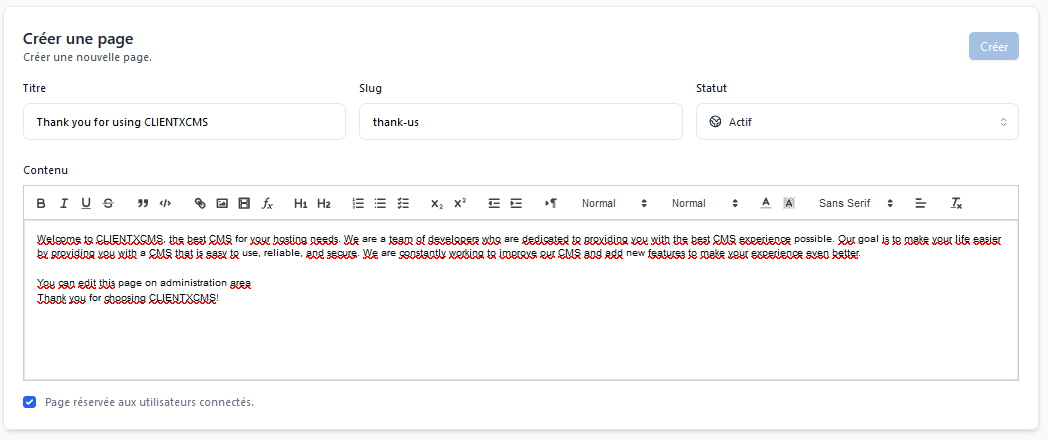 Créer une page
Créer une nouvelle page.
Créer
Titre
Slug
Statut
Thank you for using CLIENTXCMS
thank-us
Actif
Contenu
B I U S H1 H2 X2 X2 Normal Normal A A Sans Serif Tx
Welcome to CLIENTXCMS, the best CMS for your hosting needs. We are a team of developers who are dedicated to providing you with the best CMS experience possible. Our goal is to make your life easier
by providing you with a CMS that is easy to use, reliable, and secure. We are constantly working to improve our CMS and add new features to make your experience even better.
You can edit this page on administration area
Thank you for choosing CLIENTXCMS!
Page réservée aux utilisateurs connectés.